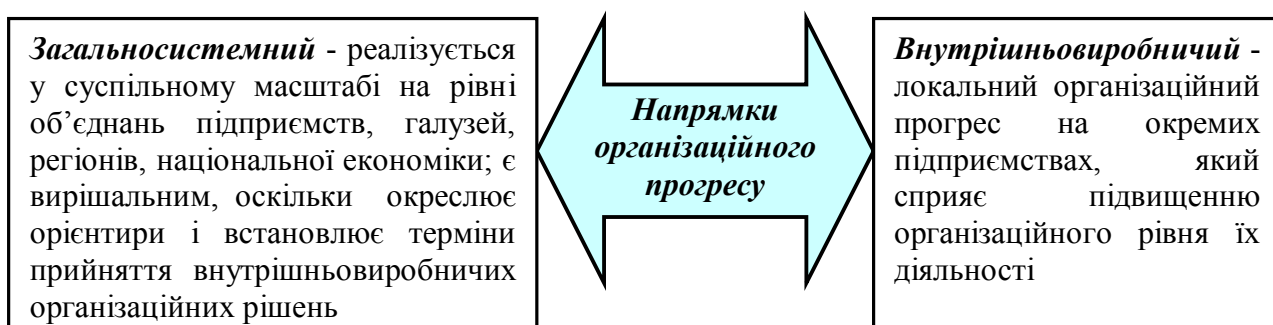 Загальносистемний - реалізується
у суспільному масштабі на рівні
об’єднань підприємств, галузей,
регіонів, національної економіки; є
вирішальним, оскільки окреслює
орієнтири і встановлює терміни
прийняття внутрішньовиробничих
організаційних рішень
Напрямки
організаційного
прогресу
Внутрішньовиробничий -
локальний організаційний
прогрес на окремих
підприємствах, який
сприяє підвищенню
організаційного рівня їх
діяльності